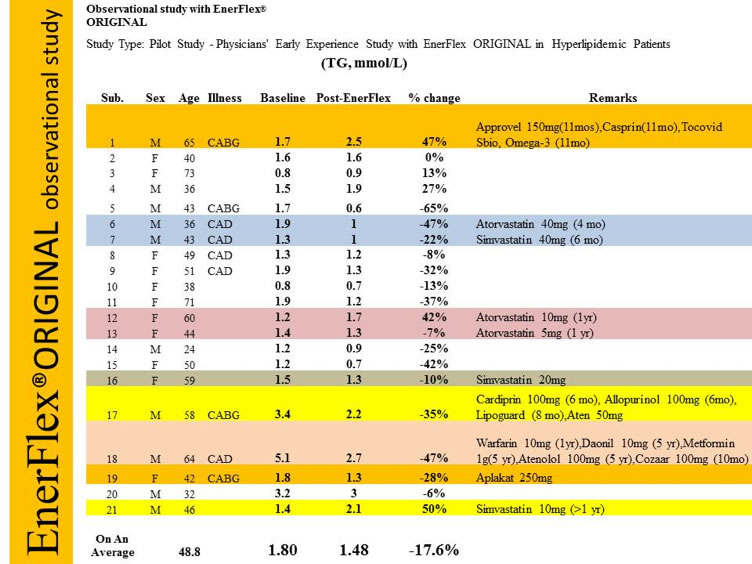 EnerFlex®ORIGINAL observational study
Observational study with EnerFlex®
ORIGINAL
Study Type: Pilot Study - Physicians' Early Experience Study with EnerFlex ORIGINAL in Hyperlipidemic Patients
(TG, mmol/L)
Sub. Sex Age Illness Baseline Post-EnerFlex % change Remarks
Approvel 150mg(11mos),Casprin(11mo),Tocovid
1 M 65 CABG 1.7 2.5 47% Sbio, Omega-3 (11mo)
2 F 40 1.6 1.6 0%
3 F 73 0.8 0.9 13%
4 M 36 1.5 1.9 27%
5 M 43 CABG 1.7 0.6 -65%
6 M 36 CAD 1.9 1 -47% Atorvastatin 40mg (4 mo)
7 M 43 CAD 1.3 1 -22% Simvastatin 40mg (6 mo)
8 F 49 CAD 1.3 1.2 -8%
9 F 51 CAD 1.9 1.3 -32%
10 F 38 0.8 0.7 -13%
11 F 71 1.9 1.2 -37%
12 F 60 1.2 1.7 42% Atorvastatin 10mg (1yr)
13 F 44 1.4 1.3 -7% Atorvastatin 5mg (1 yr)
14 M 24 1.2 0.9 -25%
15 F 50 1.2 0.7 -42%
16 F 59 1.5 1.3 -10% Simvastatin 20mg
Cardiprin 100mg (6 mo), Allopurinol 100mg (6mo),
17 M 58 CABG 3.4 2.2 -35% Lipoguard (8 mo),Aten 50mg
Warfarin 10mg (1yr),Daonil 10mg (5 yr),Metformin
18 M 64 CAD 5.1 2.7 -47% 1g(5 yr),Atenolol 100mg (5 yr),Cozaar 100mg (10mo)
19 F 42 CABG 1.8 1.3 -28% Aplakat 250mg
20 M 32 3.2 3 -6%
21 M 46 1.4 2.1 50% Simvastatin 10mg (>1 yr)
On An
Average 48.8 1.80 1.48 -17.6%